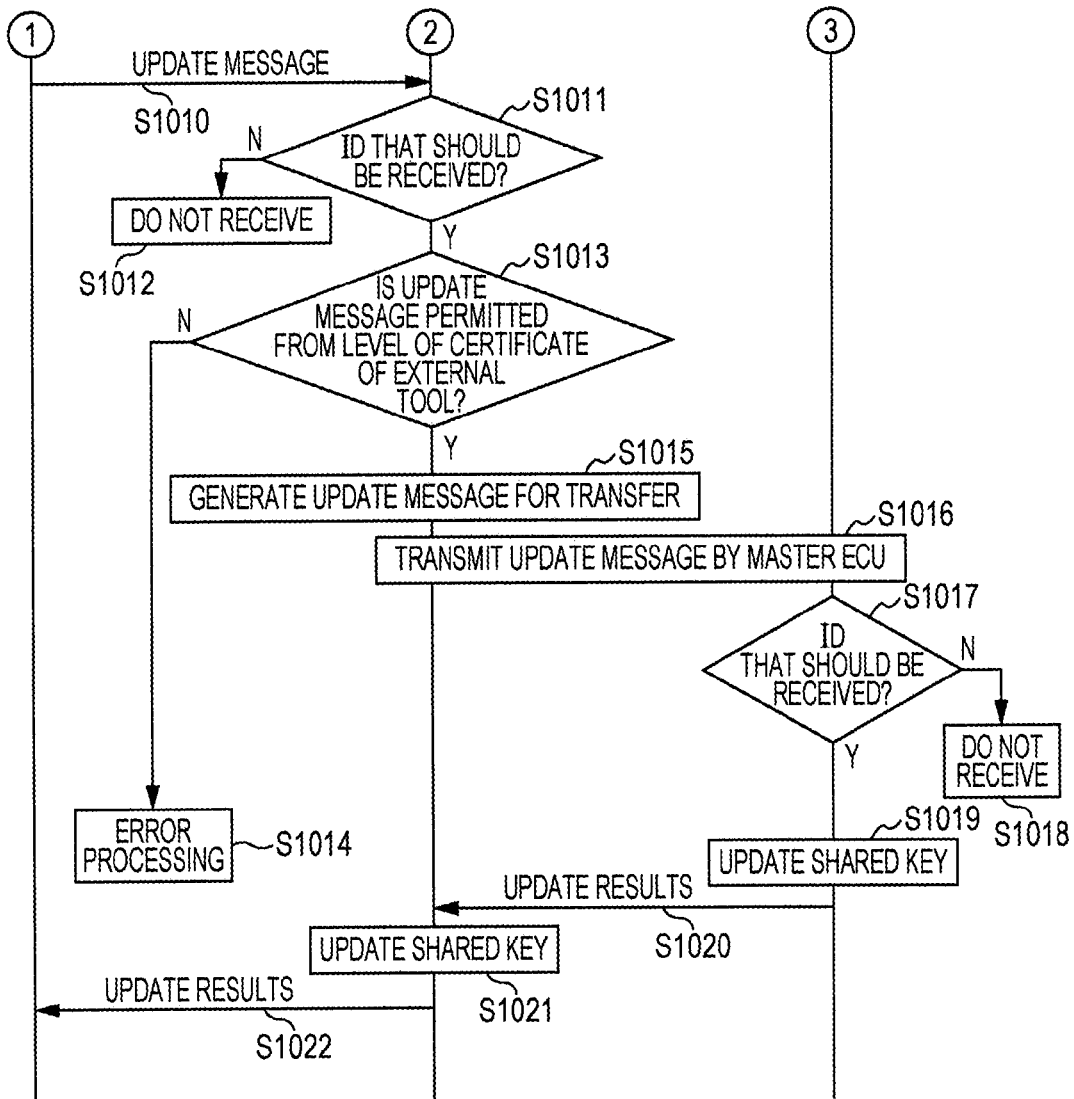 1
2
3
UPDATE MESSAGE
S1010
S1011
ID THAT SHOULD
BE RECEIVED?
N
DO NOT RECEIVE
S1012
Y
S1013
IS UPDATE
MESSAGE PERMITTED
FROM LEVEL OF CERTIFICATE
OF EXTERNAL
TOOL?
N
Y
S1015
GENERATE UPDATE MESSAGE FOR TRANSFER
S1016
TRANSMIT UPDATE MESSAGE BY MASTER ECU
S1017
ID
THAT SHOULD BE
RECEIVED?
N
Y
DO NOT
RECEIVE
S1018
ERROR
PROCESSING
S1014
S1019
UPDATE SHARED KEY
UPDATE RESULTS
S1020
UPDATE SHARED KEY
S1021
UPDATE RESULTS
S1022